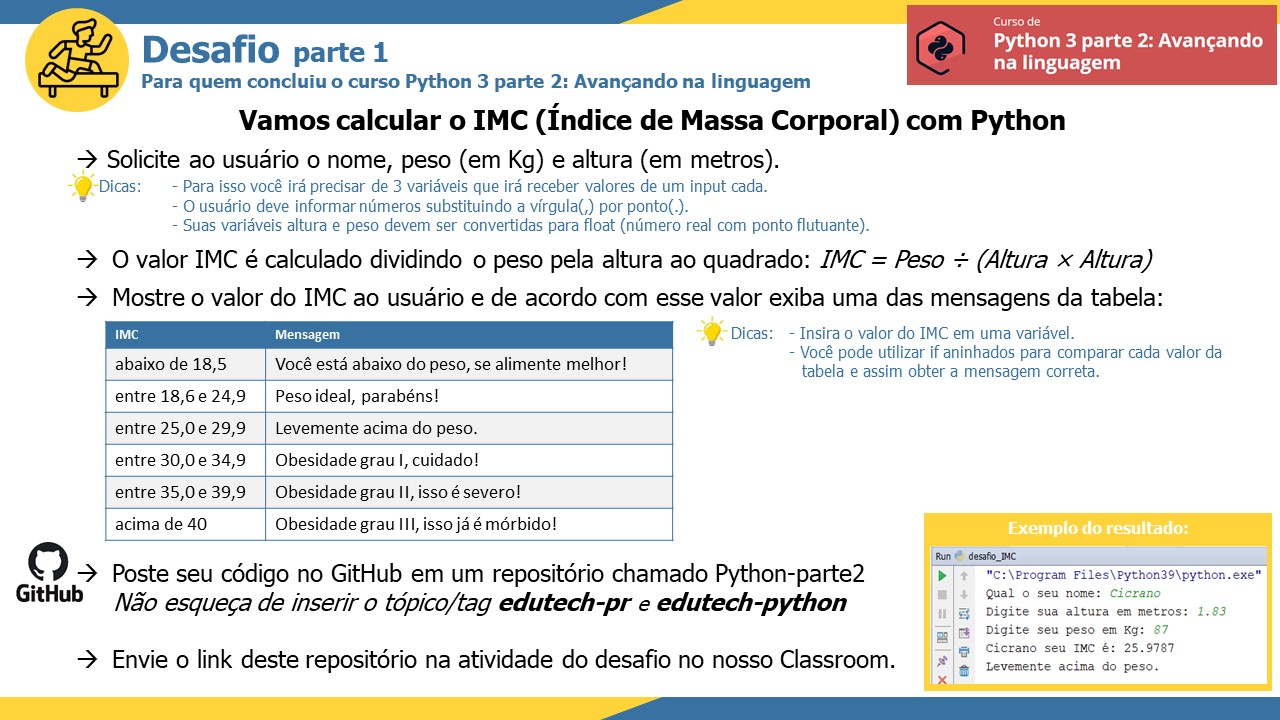 Curso de
Python 3 parte 2: Avançando
na linguagem
Desafio parte 1
Para quem concluiu o curso Python 3 parte 2: Avançando na linguagem
Vamos calcular o IMC (Índice de Massa Corporal) com Python
→ Solicite ao usuário o nome, peso (em Kg) e altura (em metros).
Dicas: - Para isso você irá precisar de 3 variáveis que irá receber valores de um input cada.
- O usuário deve informar números substituindo a vírgula(,) por ponto(.).
- Suas variáveis altura e peso devem ser convertidas para float (número real com ponto flutuante).
→ O valor IMC é calculado dividindo o peso pela altura ao quadrado: IMC = Peso ÷ (Altura × Altura)
→ Mostre o valor do IMC ao usuário e de acordo com esse valor exiba uma das mensagens da tabela:
IMC Mensagem
abaixo de 18,5 Você está abaixo do peso, se alimente melhor!
entre 18,6 e 24,9 Peso ideal, parabéns!
entre 25,0 e 29,9 Levemente acima do peso.
entre 30,0 e 34,9 Obesidade grau I, cuidado!
entre 35,0 e 39,9 Obesidade grau II, isso é severo!
acima de 40 Obesidade grau III, isso já é mórbido!
Dicas: - Insira o valor do IMC em uma variável.
- Você pode utilizar if aninhados para comparar cada valor da
tabela e assim obter a mensagem correta.
GitHub
→ Poste seu código no GitHub em um repositório chamado Python-parte2
Não esqueça de inserir o tópico/tag edutech-pr e edutech-python
→ Envie o link deste repositório na atividade do desafio no nosso Classroom.
Exemplo do resultado:
Run desafio_IMC
"C:\Program Files\Python39\python.exe"
Qual o seu nome: Cicrano
Digite sua altura em metros: 1.83
Digite seu peso em Kg: 87
Cicrano seu IMC é: 25.9787
Levemente acima do peso.